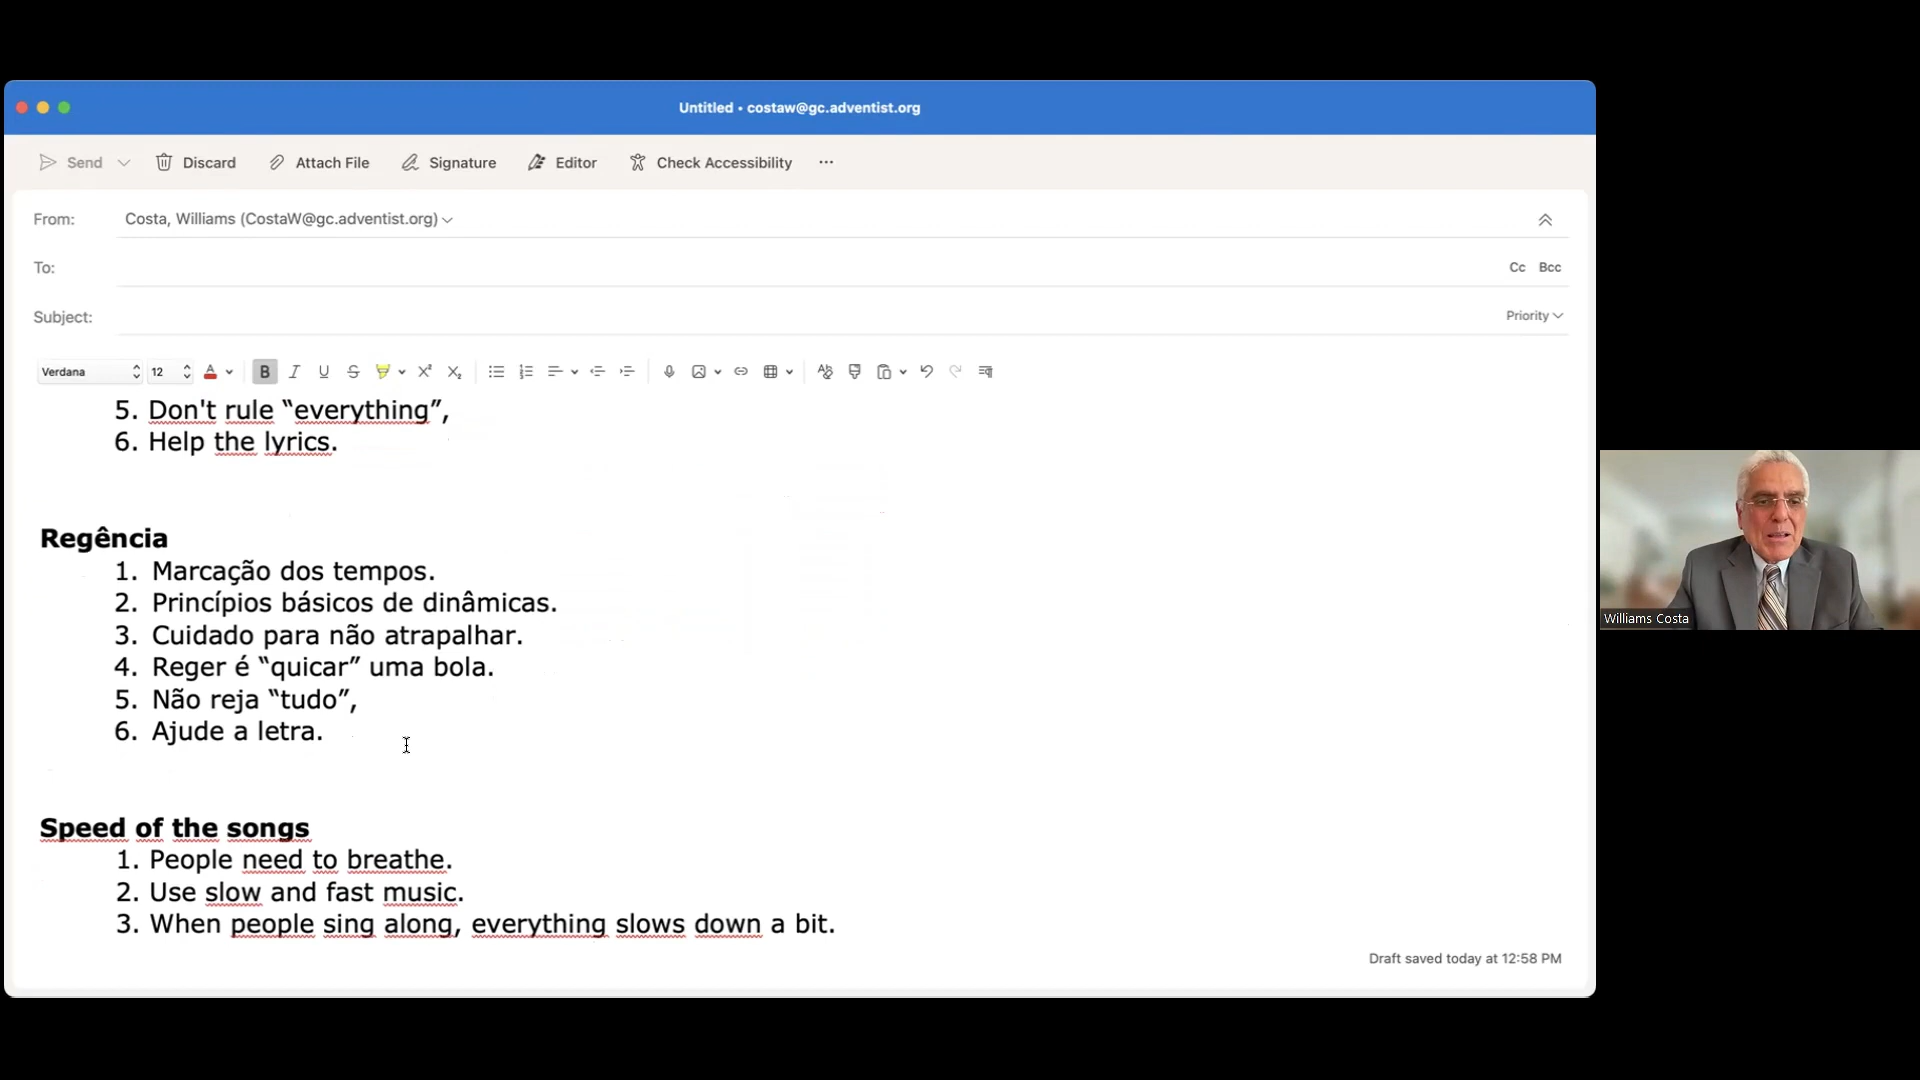 Untitled • costaw@gc.adventist.org
Send Discard Attach File Signature Editor Check Accessibility ...
From: Costa, Williams (CostaW@gc.adventist.org)
To: Cc Bcc
Subject: Priority
Verdana 12 A B I U S X² X₂
5. Don't rule “everything”,
6. Help the lyrics.
Regência
1. Marcação dos tempos.
2. Princípios básicos de dinâmicas.
3. Cuidado para não atrapalhar.
4. Reger é “quicar” uma bola.
5. Não reja “tudo”,
6. Ajude a letra.
Speed of the songs
1. People need to breathe.
2. Use slow and fast music.
3. When people sing along, everything slows down a bit.
Draft saved today at 12:58 PM
Williams Costa